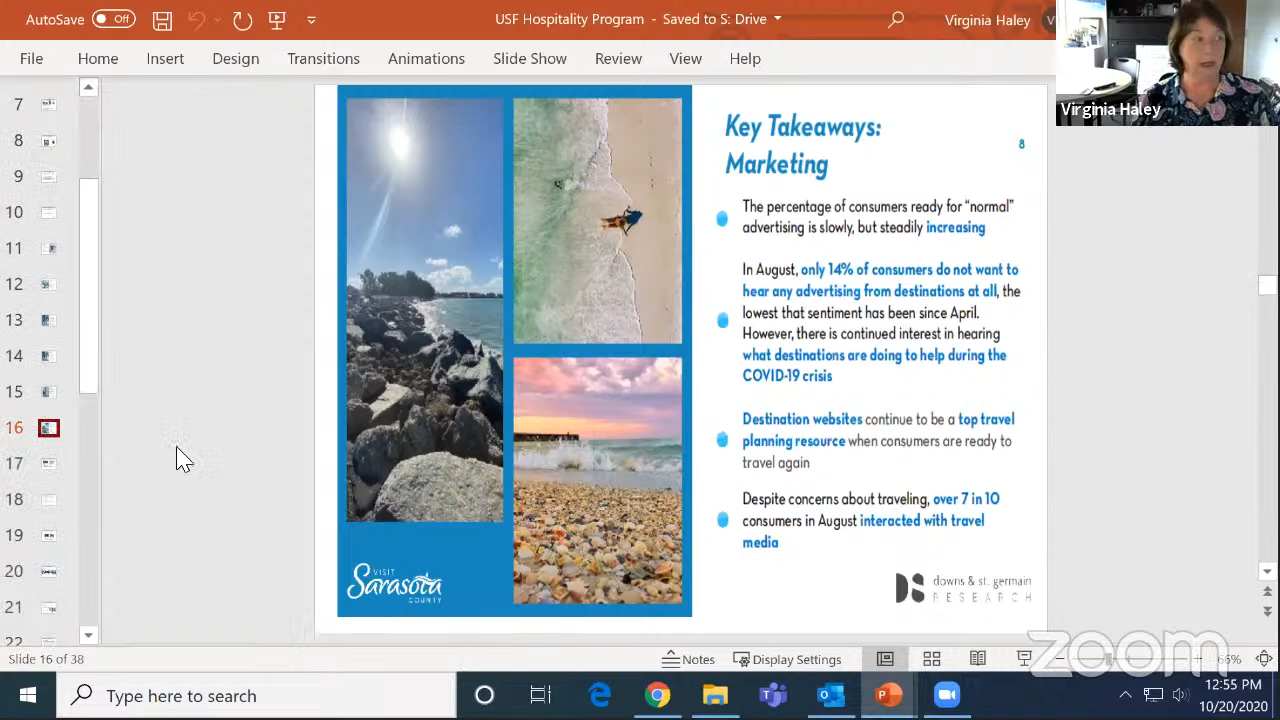 AutoSave
Off
USF Hospitality Program - Saved to S: Drive
Virginia Haley
File Home Insert Design Transitions Animations Slide Show Review View Help
Virginia Haley
7
8
9
10
11
12
13
14
15
16
17
18
19
20
21
22
Key Takeaways:
Marketing
8
The percentage of consumers ready for “normal”
advertising is slowly, but steadily increasing
In August, only 14% of consumers do not want to
hear any advertising from destinations at all, the
lowest that sentiment has been since April.
However, there is continued interest in hearing
what destinations are doing to help during the
COVID-19 crisis
Destination websites continue to be a top travel
planning resource when consumers are ready to
travel again
Despite concerns about traveling, over 7 in 10
consumers in August interacted with travel
media
VISIT
Sarasota
COUNTY
DS downs & st. germain
RESEARCH
zoom
Slide 16 of 38
Notes
Display Settings
65%
Type here to search
12:55 PM
10/20/2020